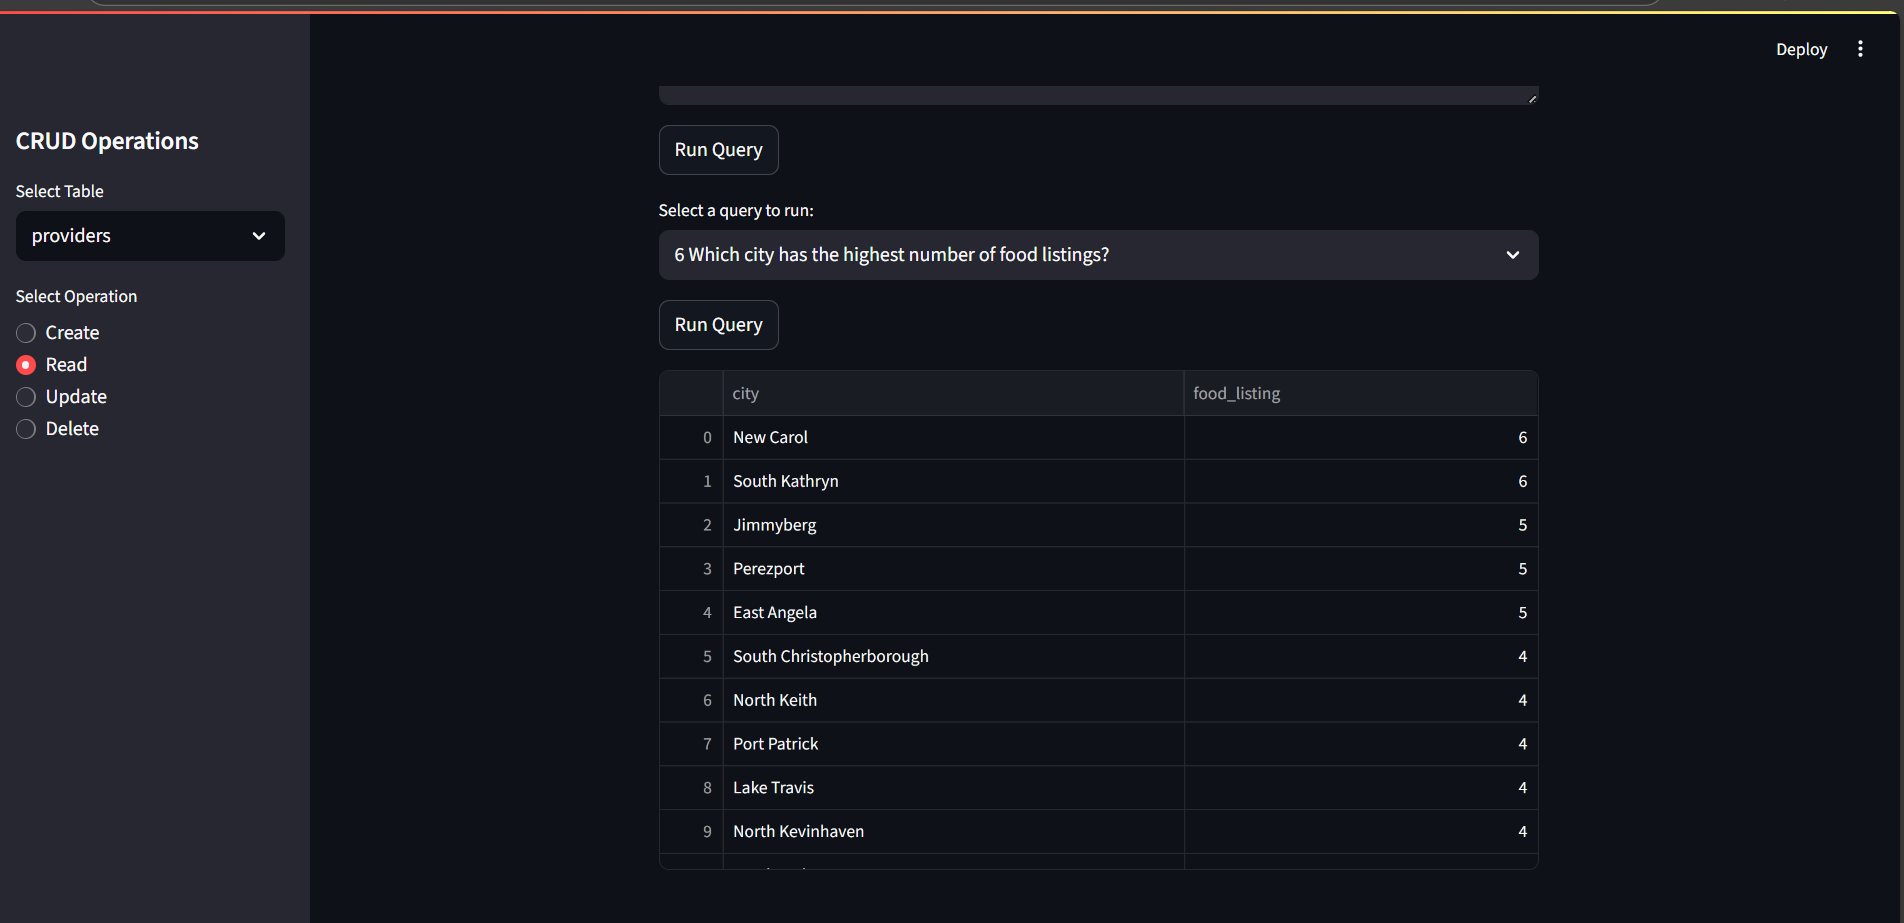 Deploy
CRUD Operations
Select Table
providers
Select Operation
Create
Read
Update
Delete
Run Query
Select a query to run:
6 Which city has the highest number of food listings?
Run Query
city food_listing
0 New Carol 6
1 South Kathryn 6
2 Jimmyberg 5
3 Perezport 5
4 East Angela 5
5 South Christopherborough 4
6 North Keith 4
7 Port Patrick 4
8 Lake Travis 4
9 North Kevinhaven 4